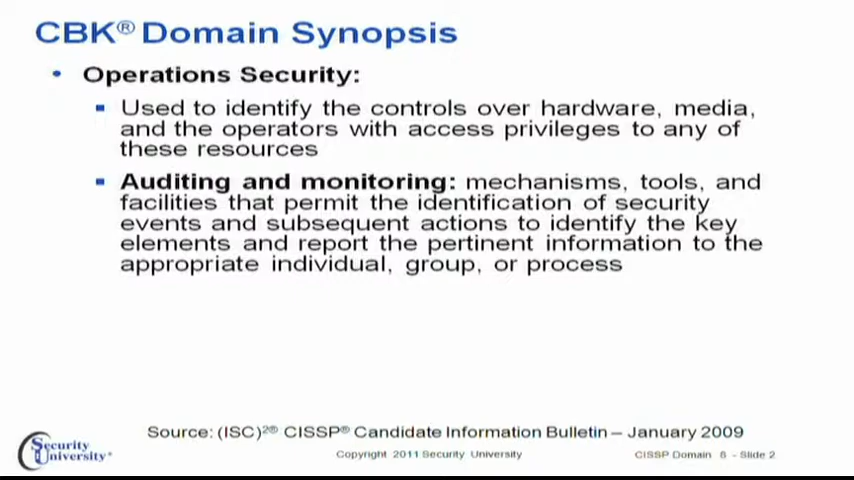 CBK® Domain Synopsis
• Operations Security:
▪ Used to identify the controls over hardware, media,
and the operators with access privileges to any of
these resources
▪ Auditing and monitoring: mechanisms, tools, and
facilities that permit the identification of security
events and subsequent actions to identify the key
elements and report the pertinent information to the
appropriate individual, group, or process
Source: (ISC)²® CISSP® Candidate Information Bulletin – January 2009
Security
University
Copyright 2011 Security University
CISSP Domain 8 - Slide 2